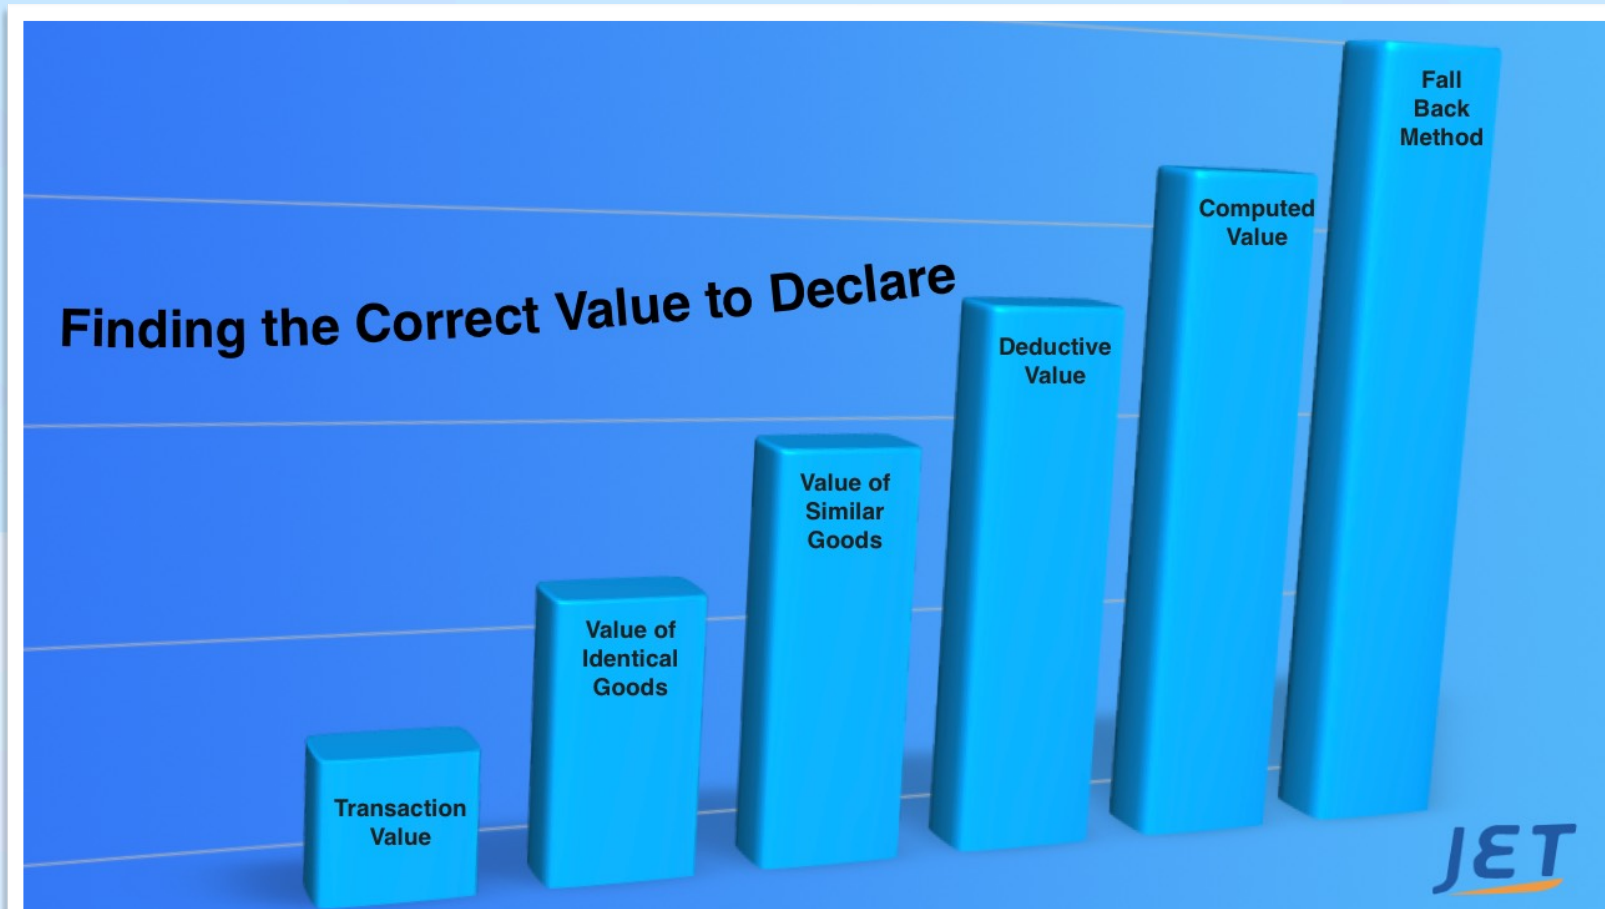 Finding the Correct Value to Declare
Transaction
Value
Value of
Identical
Goods
Value of
Similar
Goods
Deductive
Value
Computed
Value
Fall
Back
Method
JET